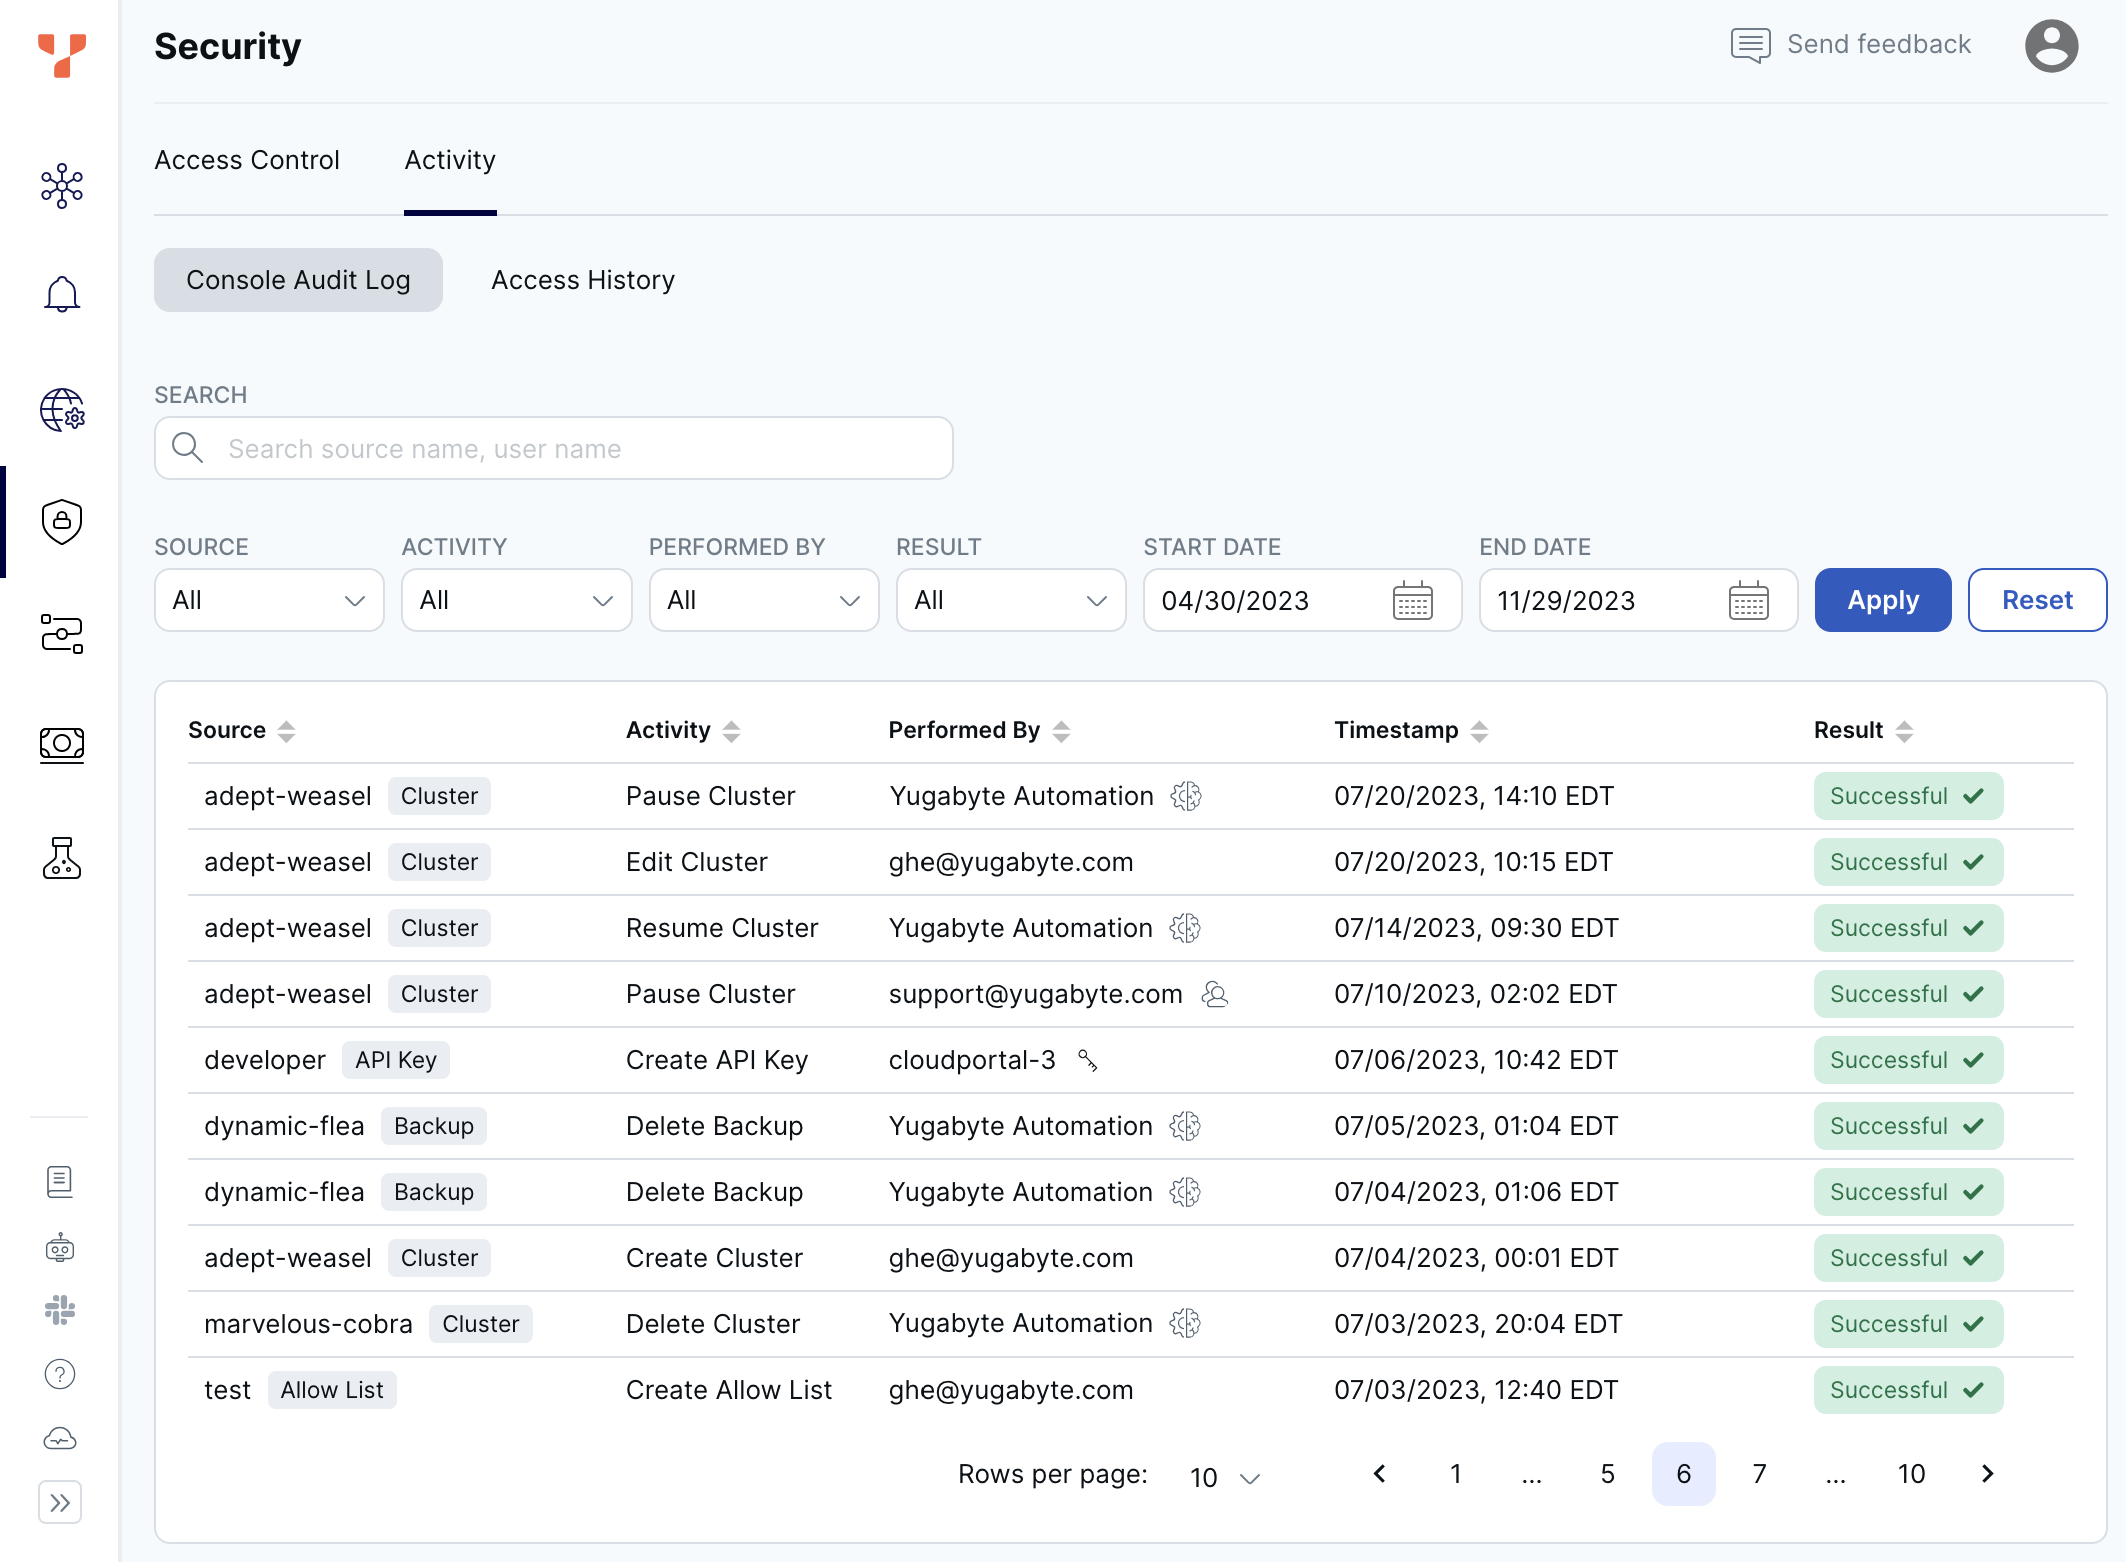 Security
Send feedback
Access Control Activity
Console Audit Log Access History
SEARCH
Search source name, user name
SOURCE ACTIVITY PERFORMED BY RESULT START DATE END DATE
All All All All 04/30/2023 11/29/2023 Apply Reset
Source Activity Performed By Timestamp Result
adept-weasel Cluster Pause Cluster Yugabyte Automation 07/20/2023, 14:10 EDT Successful
adept-weasel Cluster Edit Cluster ghe@yugabyte.com 07/20/2023, 10:15 EDT Successful
adept-weasel Cluster Resume Cluster Yugabyte Automation 07/14/2023, 09:30 EDT Successful
adept-weasel Cluster Pause Cluster support@yugabyte.com 07/10/2023, 02:02 EDT Successful
developer API Key Create API Key cloudportal-3 07/06/2023, 10:42 EDT Successful
dynamic-flea Backup Delete Backup Yugabyte Automation 07/05/2023, 01:04 EDT Successful
dynamic-flea Backup Delete Backup Yugabyte Automation 07/04/2023, 01:06 EDT Successful
adept-weasel Cluster Create Cluster ghe@yugabyte.com 07/04/2023, 00:01 EDT Successful
marvelous-cobra Cluster Delete Cluster Yugabyte Automation 07/03/2023, 20:04 EDT Successful
test Allow List Create Allow List ghe@yugabyte.com 07/03/2023, 12:40 EDT Successful
Rows per page: 10 1 ... 5 6 7 ... 10